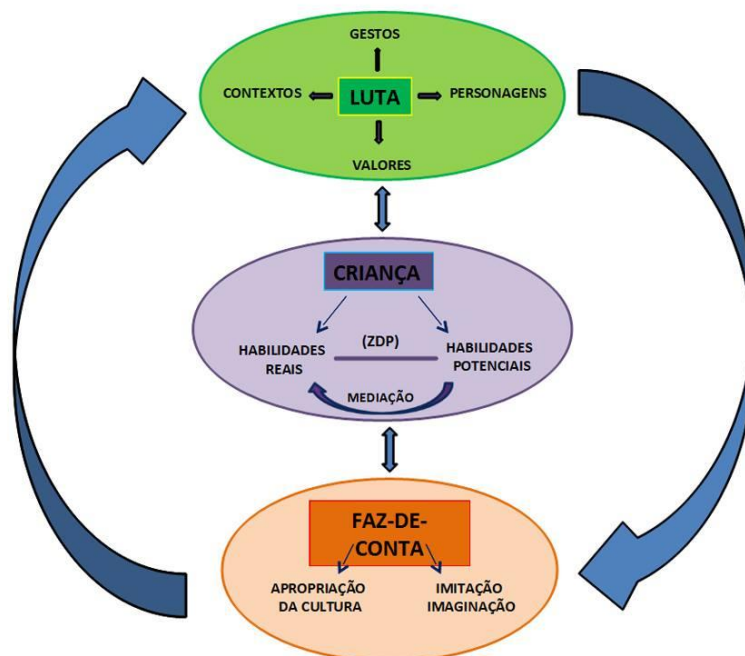 GESTOS
CONTEXTOS
LUTA
PERSONAGENS
VALORES
CRIANÇA
(ZDP)
HABILIDADES
REAIS
HABILIDADES
POTENCIAIS
MEDIAÇÃO
FAZ-DE-
CONTA
APROPRIAÇÃO
DA CULTURA
IMITAÇÃO
IMAGINAÇÃO